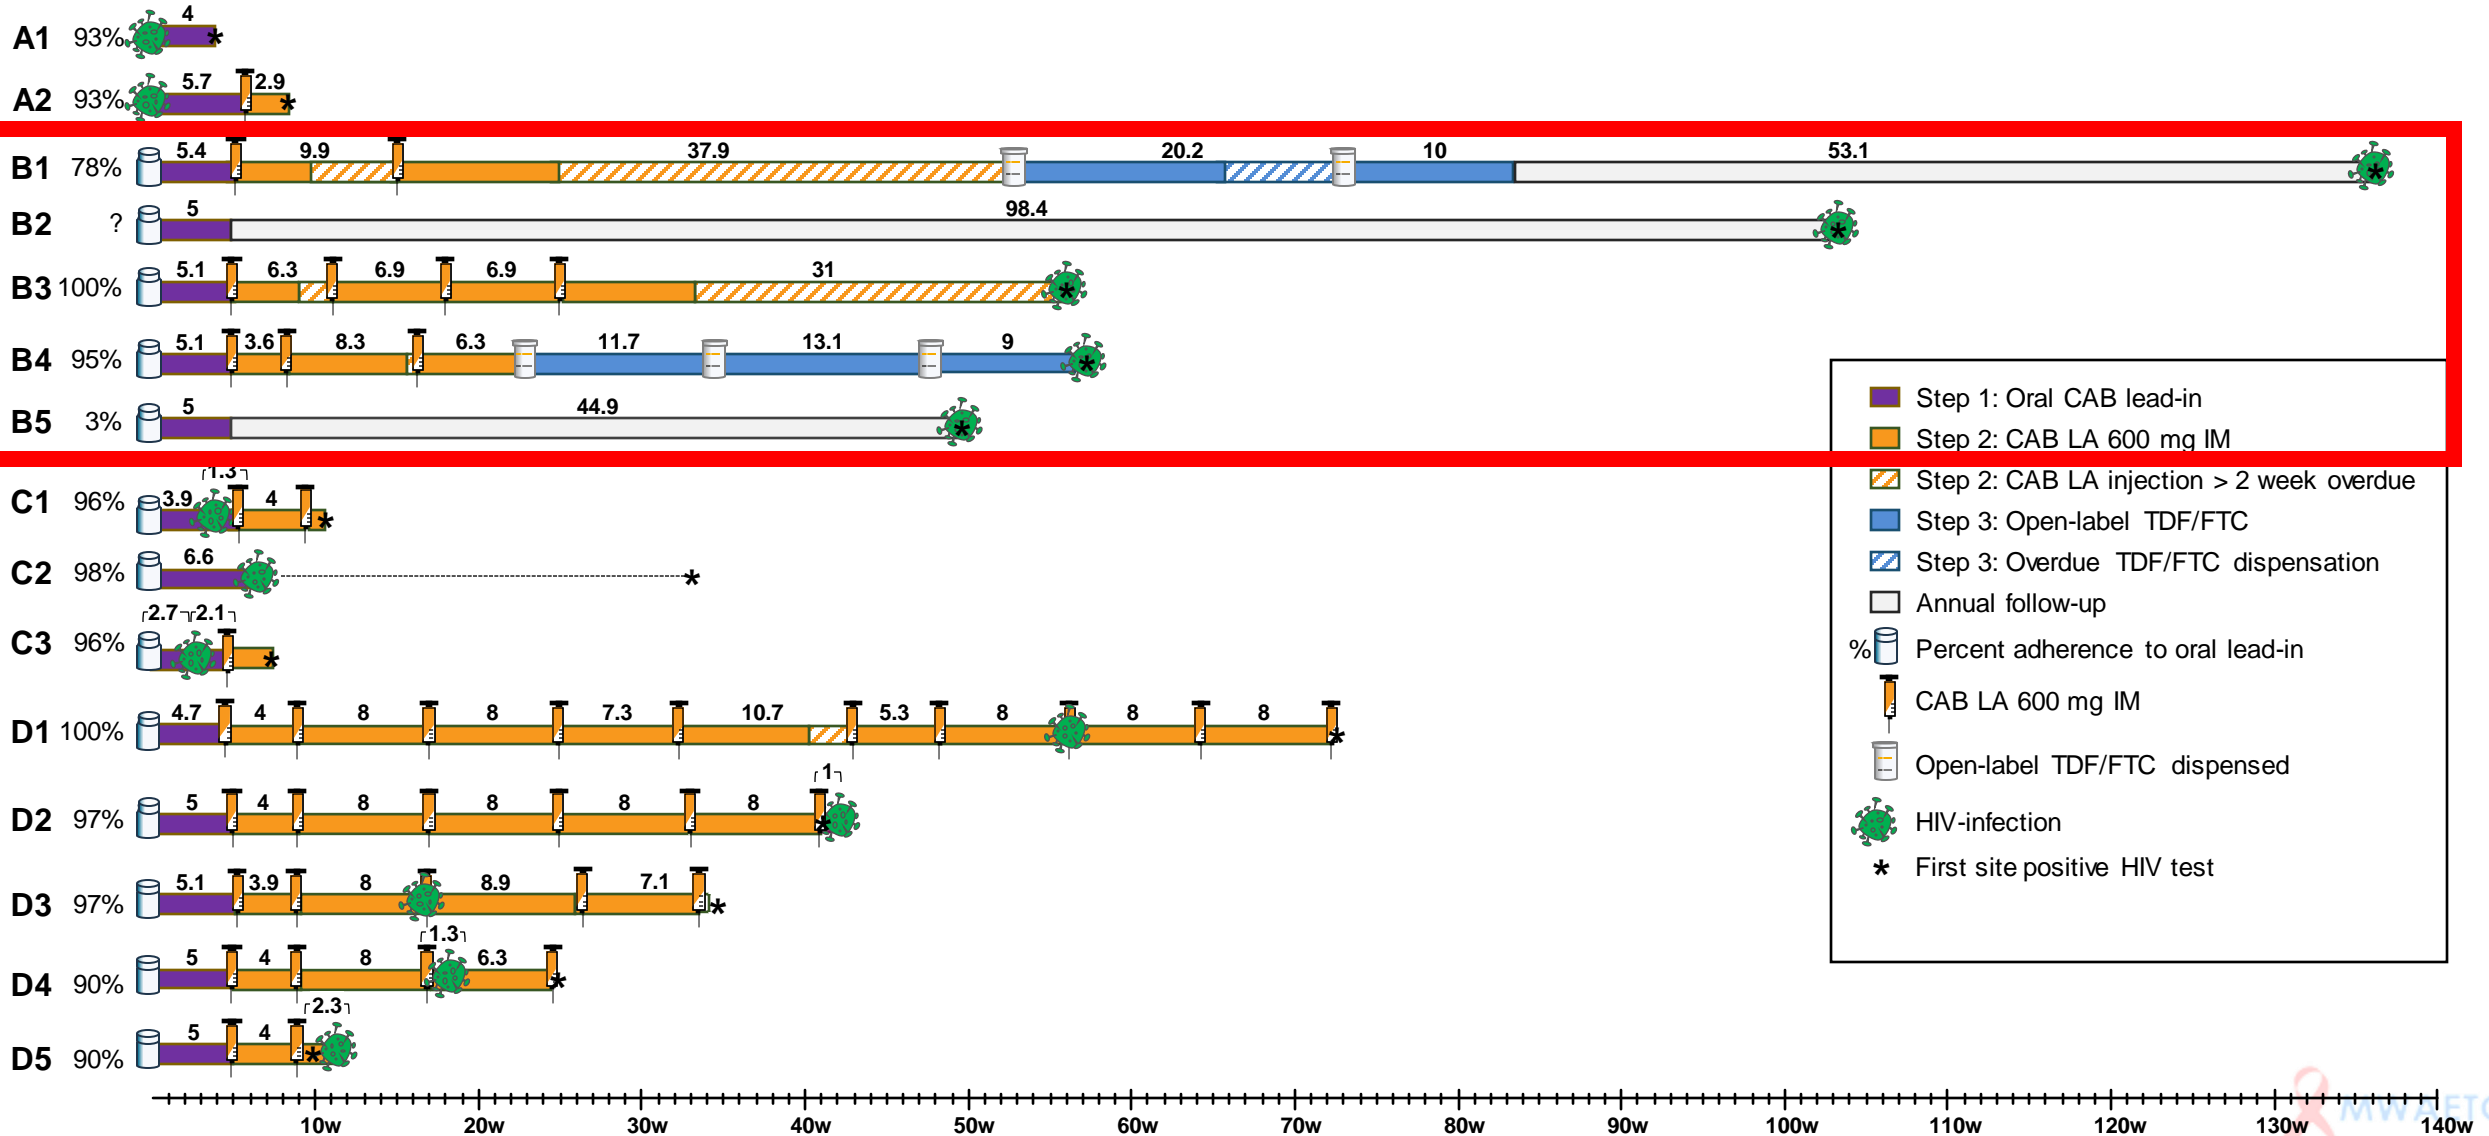 4
A1 93% *
5.7 2.9
A2 93% *
5.4 9.9 37.9 20.2 10 53.1
B1 78% *
5 98.4
B2 ? *
5.1 6.3 6.9 6.9 31
B3 100% *
5.1 3.6 8.3 6.3 11.7 13.1 9
B4 95% *
5 44.9
B5 3% *
1.3
3.9 4
C1 96% *
6.6
C2 98% *
2.7 2.1
C3 96% *
4.7 4 8 8 7.3 10.7 5.3 8 8 8
D1 100% *
1
5 4 8 8 8 8
D2 97% *
5.1 3.9 8 8.9 7.1
D3 97% *
1.3
5 4 8 6.3
D4 90% *
2.3
5 4
D5 90% *
Step 1: Oral CAB lead-in
Step 2: CAB LA 600 mg IM
Step 2: CAB LA injection > 2 week overdue
Step 3: Open-label TDF/FTC
Step 3: Overdue TDF/FTC dispensation
Annual follow-up
% Percent adherence to oral lead-in
CAB LA 600 mg IM
Open-label TDF/FTC dispensed
HIV-infection
* First site positive HIV test
10w 20w 30w 40w 50w 60w 70w 80w 90w 100w 110w 120w 130w 140w
MWAETC